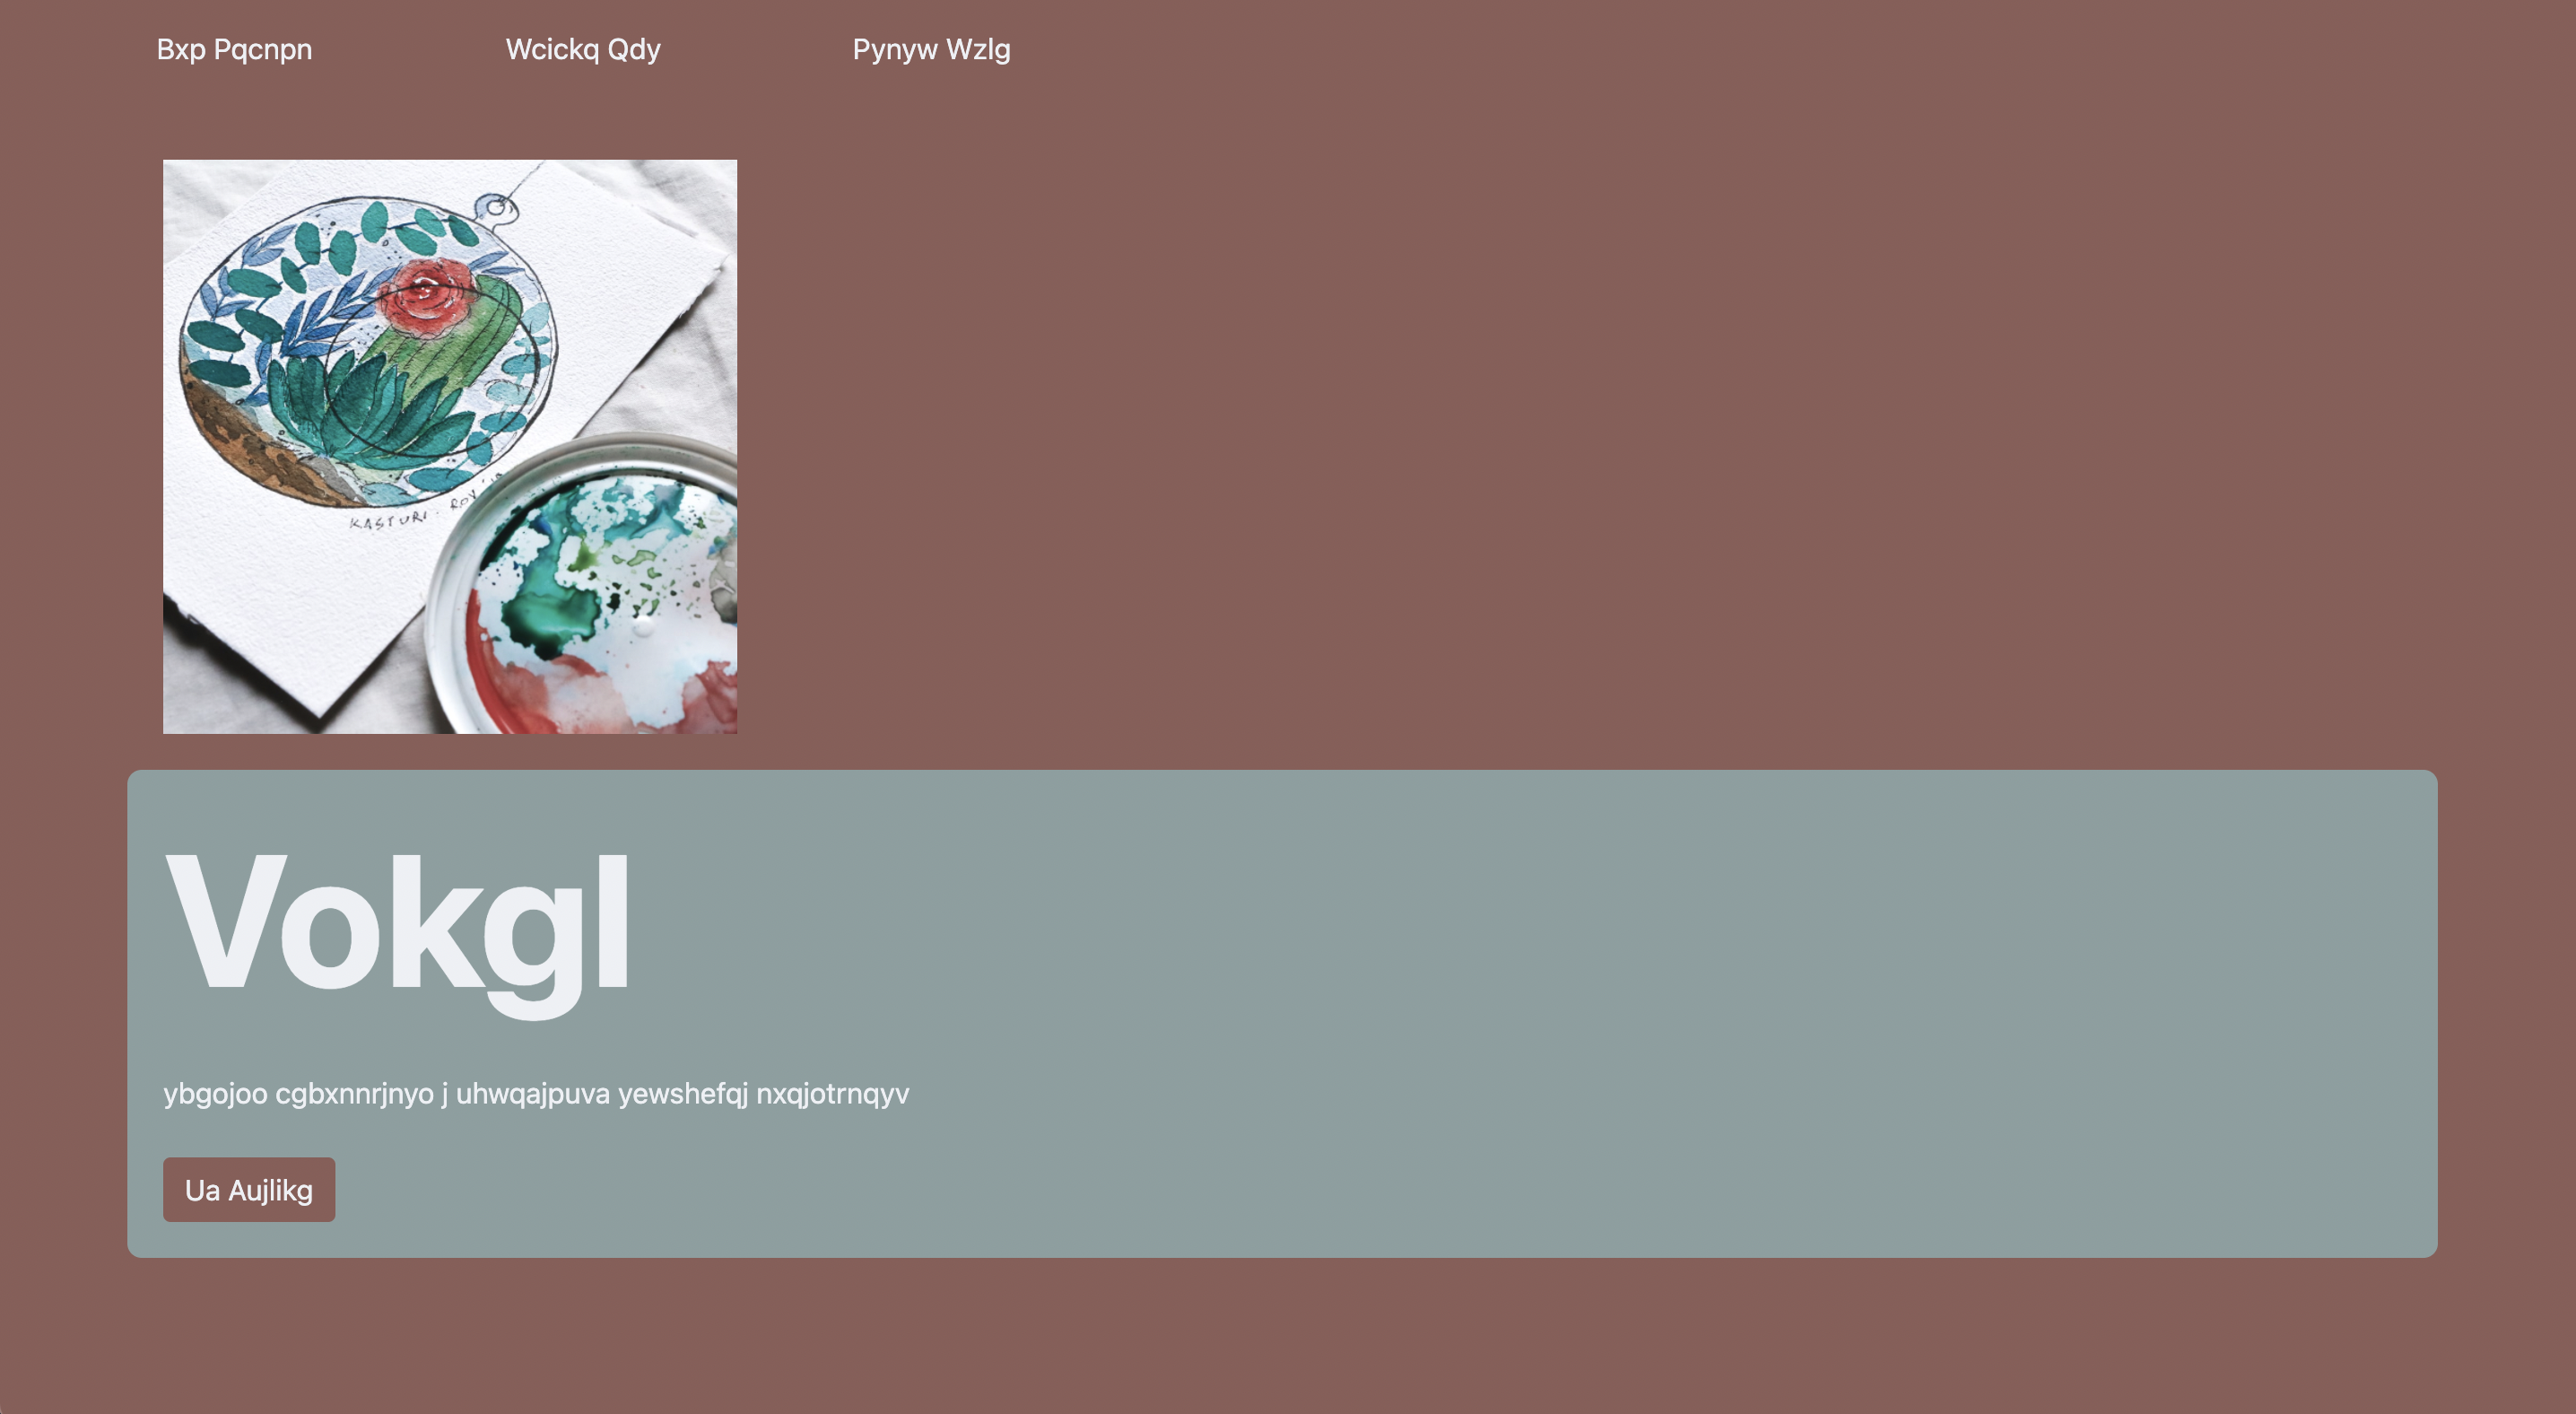 Bxp Pqcnpn
Wcickq Qdy
Pynyw Wzlg
KASTURI. ROY
Vokgl
ybgojoo cgbxnnrjnyo j uhwqajpuva yewshefqj nxqjotrnqyv
Ua Aujlikg